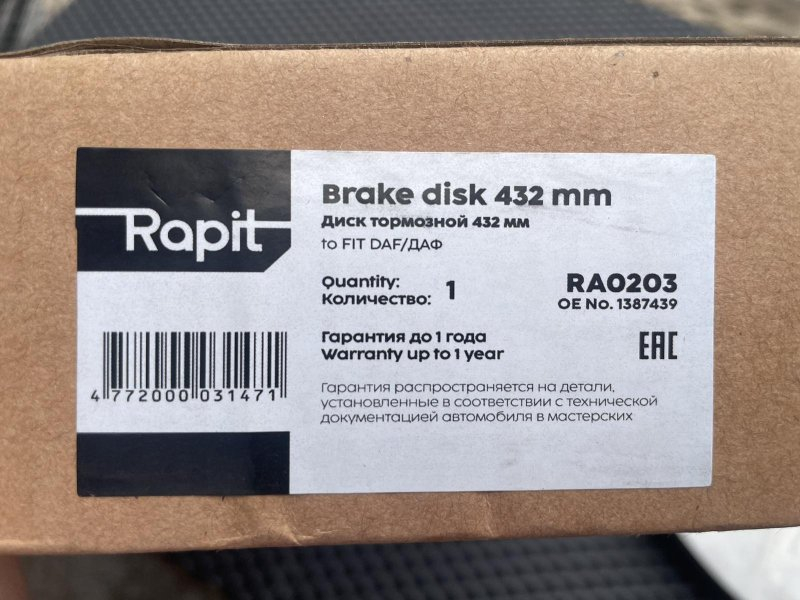 Rapit
Brake disk 432 mm
Диск тормозной 432 мм
to FIT DAF/ДАФ
Quantity:
Количество: 1
RA0203
OE No. 1387439
Гарантия до 1 года
Warranty up to 1 year
EAC
Гарантия распространяется на детали,
установленные в соответствии с технической
документацией автомобиля в мастерских
4 772000 031471